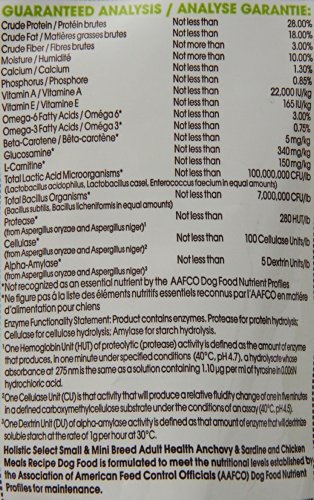 GUARANTEED ANALYSIS / ANALYSE GARANTIE:
Crude Protein / Protéine brutes Not less than 28.00%
Crude Fat / Matières grasses brutes Not less than 18.00%
Crude Fiber / Fibres brutes Not more than 3.00%
Moisture / Humidité Not more than 10.00%
Calcium / Calcium Not less than 1.30%
Phosphorus / Phosphore Not less than 0.85%
Vitamin A / Vitamine A Not less than 22,000 IU/kg
Vitamin E / Vitamine E Not less than 165 IU/kg
Omega-6 Fatty Acids / Oméga 6* Not less than 3.00%
Omega-3 Fatty Acids / Oméga 3* Not less than 0.75%
Beta-Carotene / Bêta-carotène* Not less than 5 mg/kg
Glucosamine* Not less than 340 mg/kg
L-Carnitine* Not less than 150 mg/kg
Total Lactic Acid Microorganisms* Not less than 100,000,000 CFU/lb
(Lactobacillus acidophilus, Lactobacillus casei, Enterococcus faecium in equal amounts)
Total Bacillus Organisms* Not less than 7,000,000 CFU/lb
(Bacillus subtilis, Bacillus licheniformis in equal amounts)
Protease* Not less than 280 HUT/lb
(from Aspergillus oryzae and Aspergillus niger)¹
Cellulase* Not less than 100 Cellulase Units/lb
(from Aspergillus oryzae and Aspergillus niger)²
Alpha-Amylase* Not less than 5 Dextrin Units/lb
(from Aspergillus oryzae and Aspergillus niger)³
*Not recognized as an essential nutrient by the AAFCO Dog Food Nutrient Profiles
*Ne figure pas à la liste des éléments nutritifs essentiels reconnus par l'AAFCO en matière
d'alimentation pour chiens
Enzyme Functionality Statement: Product contains enzymes. Protease for protein hydrolysis;
Cellulase for cellulose hydrolysis; Amylase for starch hydrolysis.
¹One Hemoglobin Unit (HUT) of proteolytic (protease) activity is defined as the amount of enzyme
that produces, in one minute under specified conditions (40°C, pH 4.7), a hydrolysate whose
absorbance at 275 nm is the same as a solution containing 1.10 µg per ml of tyrosine in 0.006N
hydrochloric acid.
²One Cellulase Unit (CU) is that activity that will produce a relative fluidity change of one in five minutes
in a defined carboxymethylcellulose substrate under the conditions of an assay (40°C, pH 4.5).
³One Dextrin Unit (DU) of alpha-amylase activity is defined as that amount of enzyme that will dextrinize
soluble starch at the rate of 1g per hour at 30°C.
Holistic Select Small & Mini Breed Adult Health Anchovy & Sardine and Chicken
Meals Recipe Dog Food is formulated to meet the nutritional levels established by
the Association of American Feed Control Officials (AAFCO) Dog Food Nutrient
Profiles for maintenance.